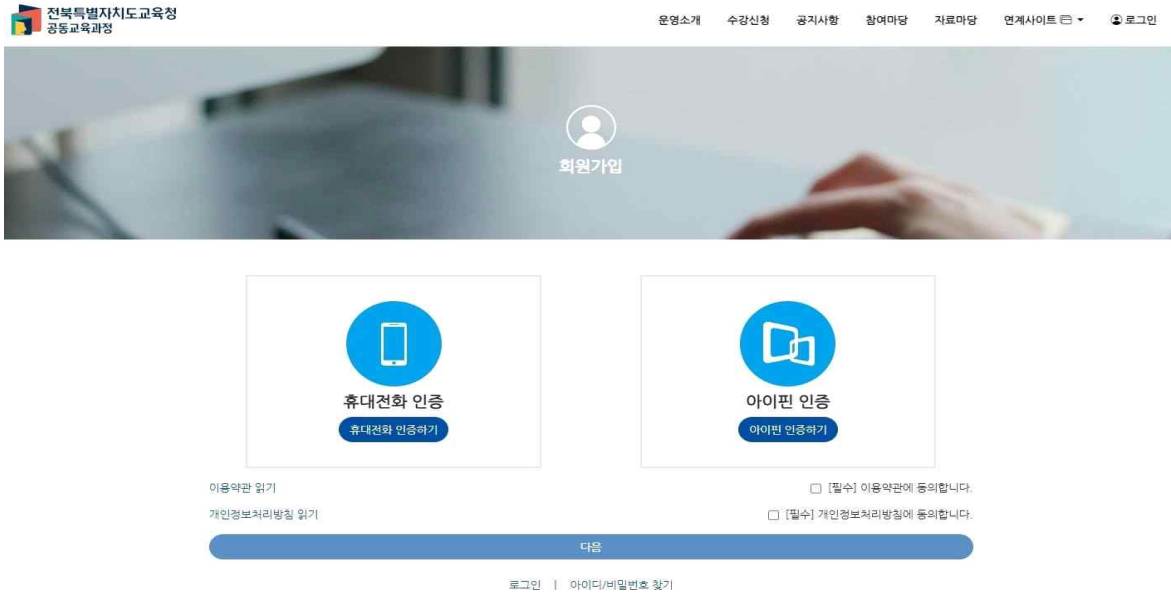 전북특별자치도교육청
공동교육과정
운영소개 수강신청 공지사항 참여마당 자료마당 연계사이트 로그인
회원가입
휴대전화 인증 아이핀 인증
휴대전화 인증하기 아이핀 인증하기
이용약관 읽기 [필수] 이용약관에 동의합니다.
개인정보처리방침 읽기 [필수] 개인정보처리방침에 동의합니다.
다음
로그인 | 아이디/비밀번호 찾기